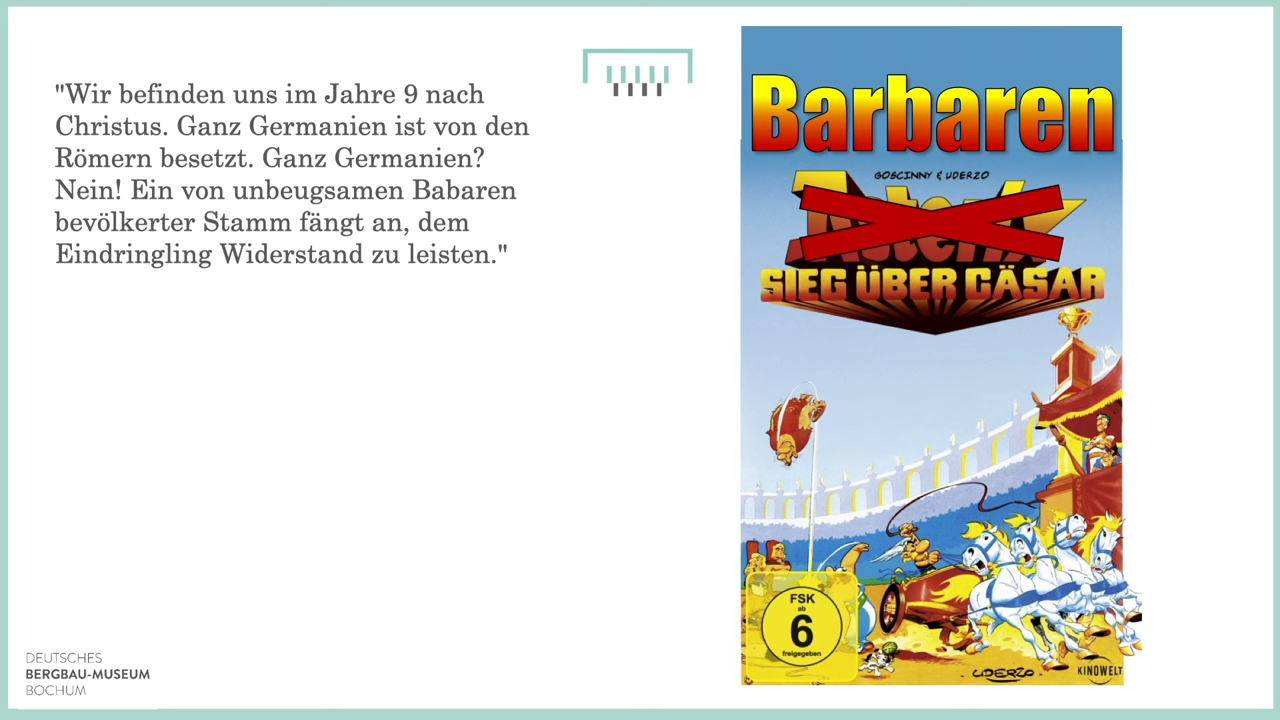 "Wir befinden uns im Jahre 9 nach
Christus. Ganz Germanien ist von den
Römern besetzt. Ganz Germanien?
Nein! Ein von unbeugsamen Babaren
bevölkerter Stamm fängt an, dem
Eindringling Widerstand zu leisten."
Barbaren
GOSCINNY & UDERZO
Asterix
SIEG ÜBER CÄSAR
FSK
ab
6
freigegeben
UDERZO
KINOWELT
DEUTSCHES
BERGBAU-MUSEUM
BOCHUM